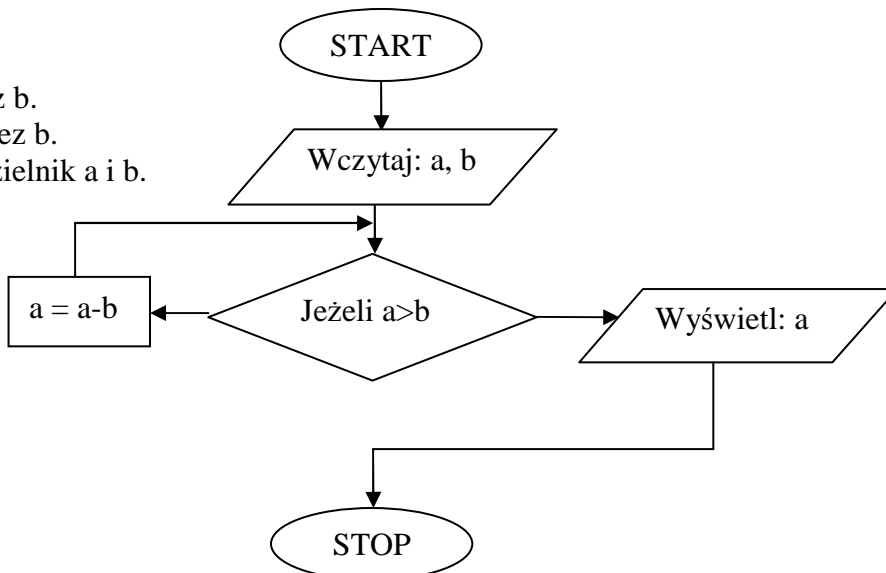 START
z b.
ez b.
zielnik a i b.
Wczytaj: a, b
a = a-b
Jeżeli a>b
Wyświetl: a
STOP